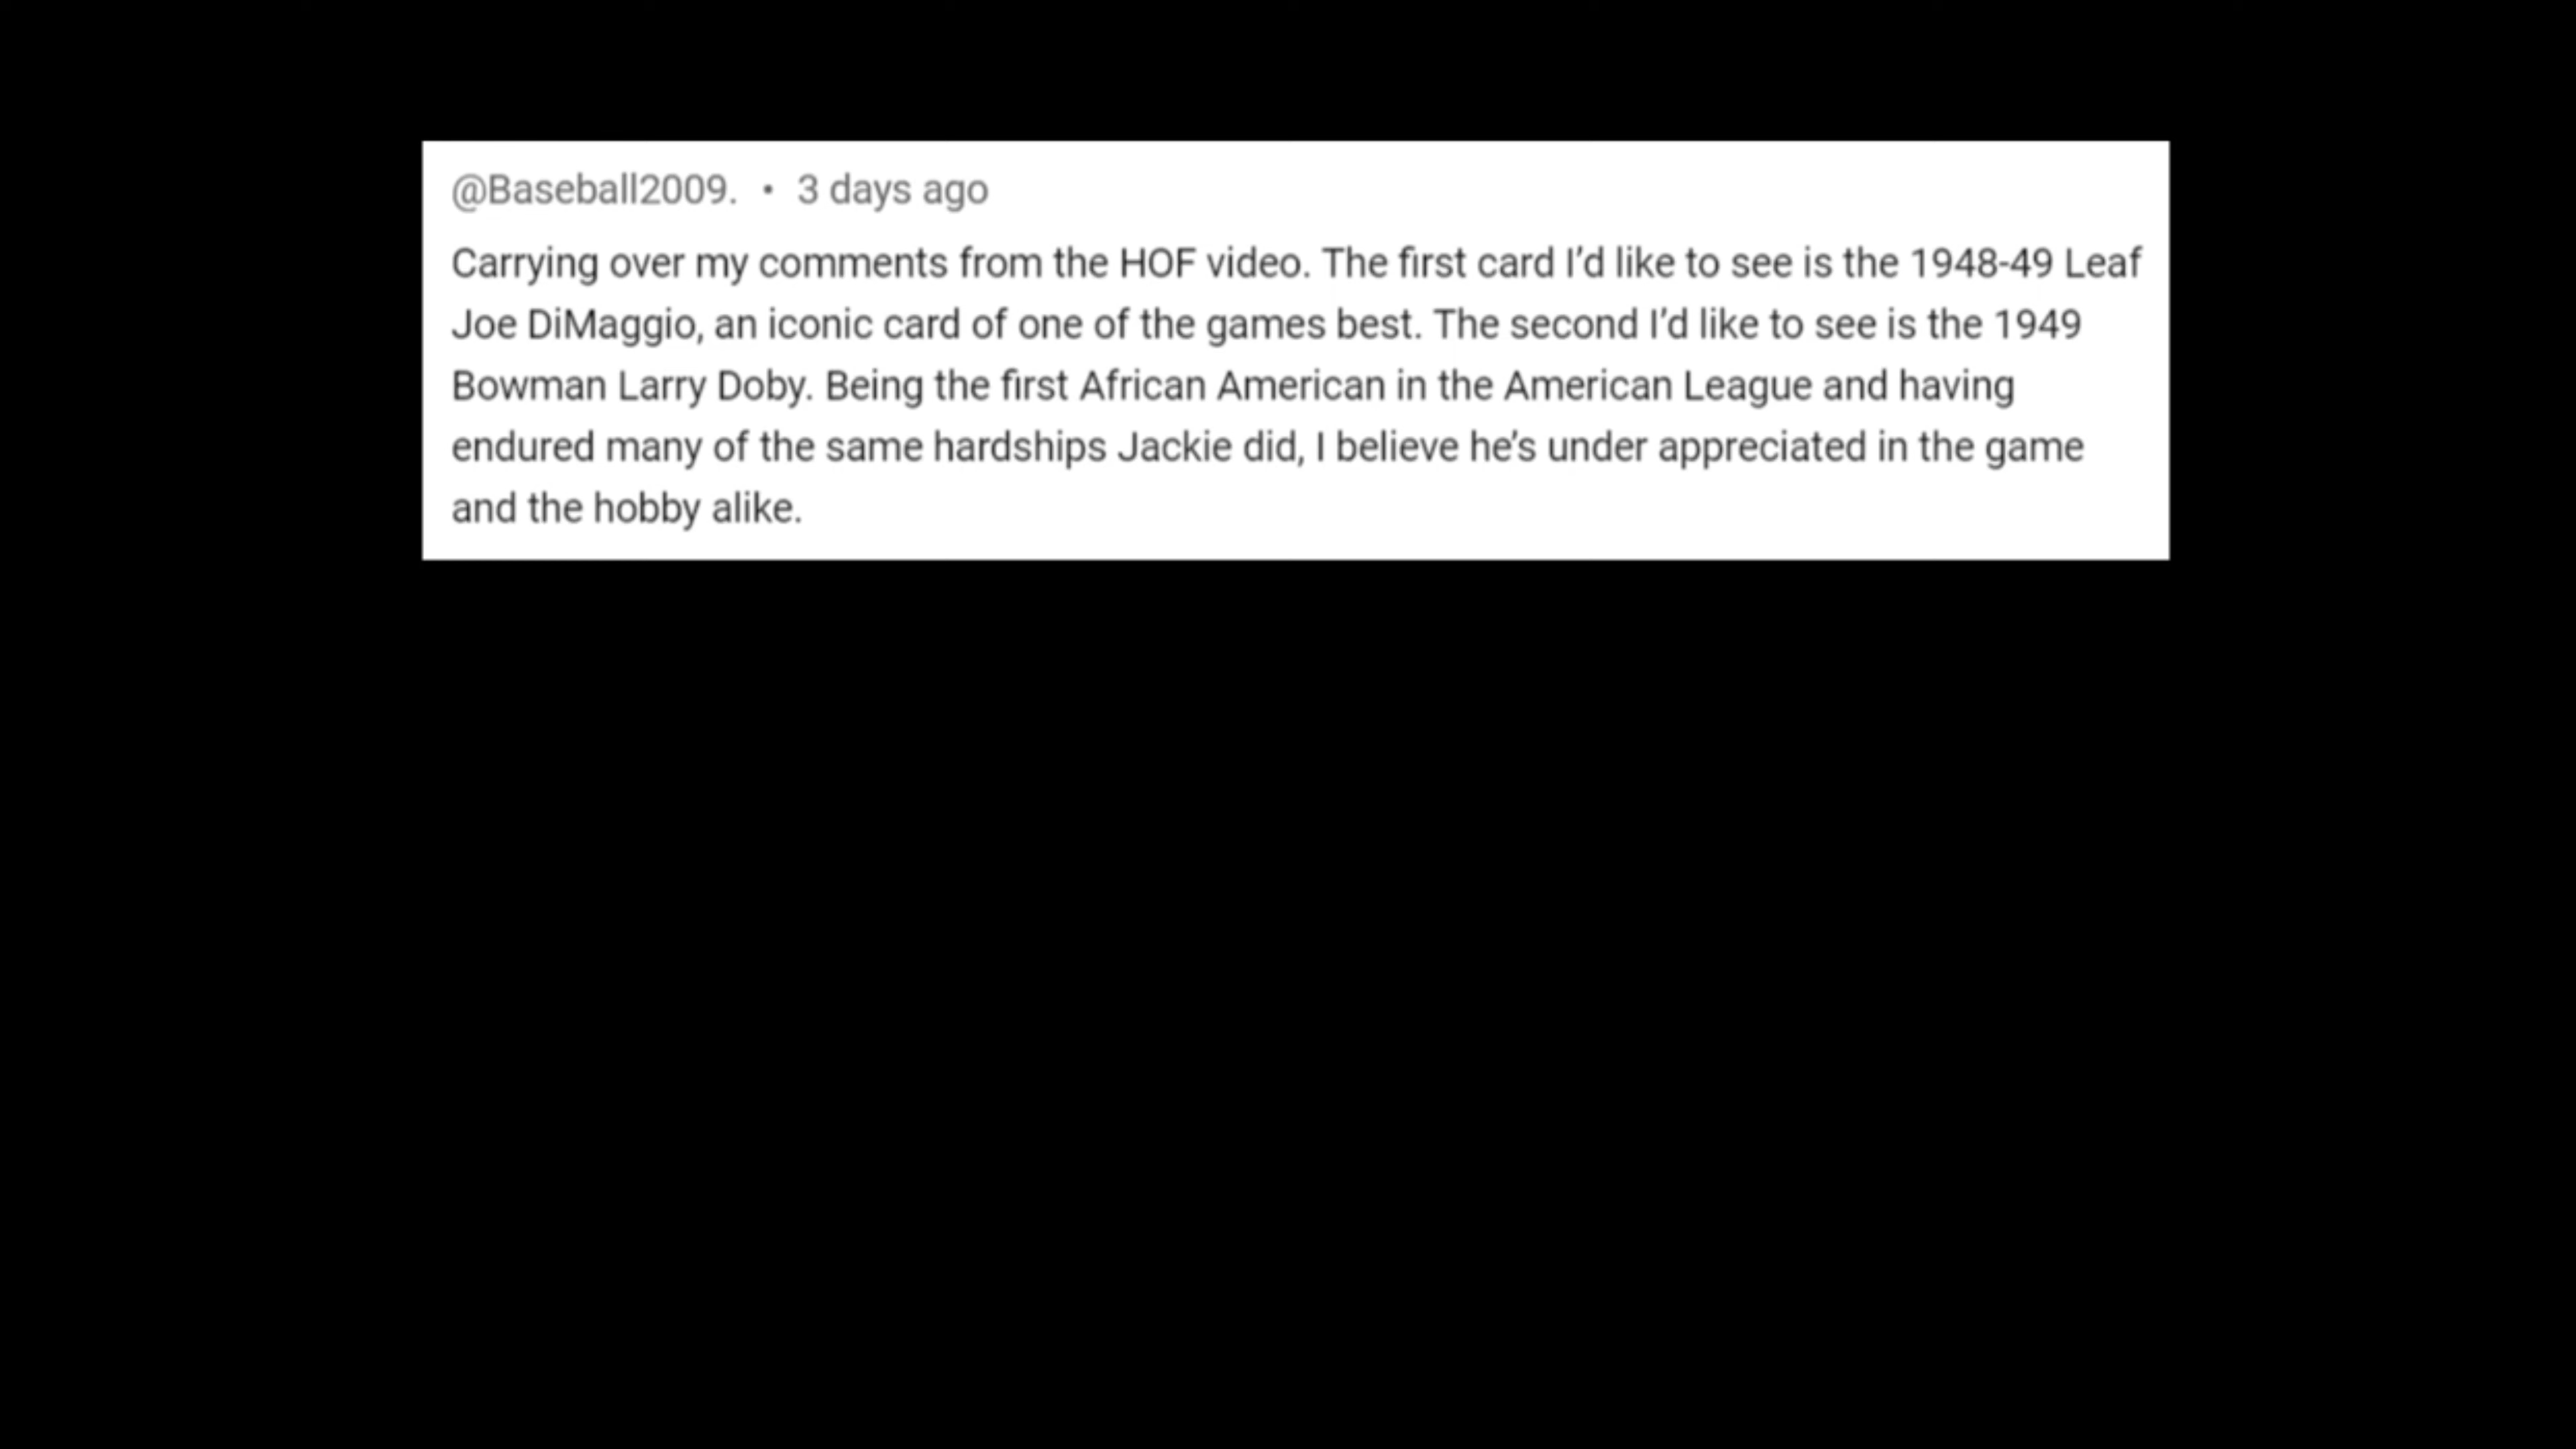 @Baseball2009. • 3 days ago
Carrying over my comments from the HOF video. The first card I’d like to see is the 1948-49 Leaf
Joe DiMaggio, an iconic card of one of the games best. The second I’d like to see is the 1949
Bowman Larry Doby. Being the first African American in the American League and having
endured many of the same hardships Jackie did, I believe he’s under appreciated in the game
and the hobby alike.